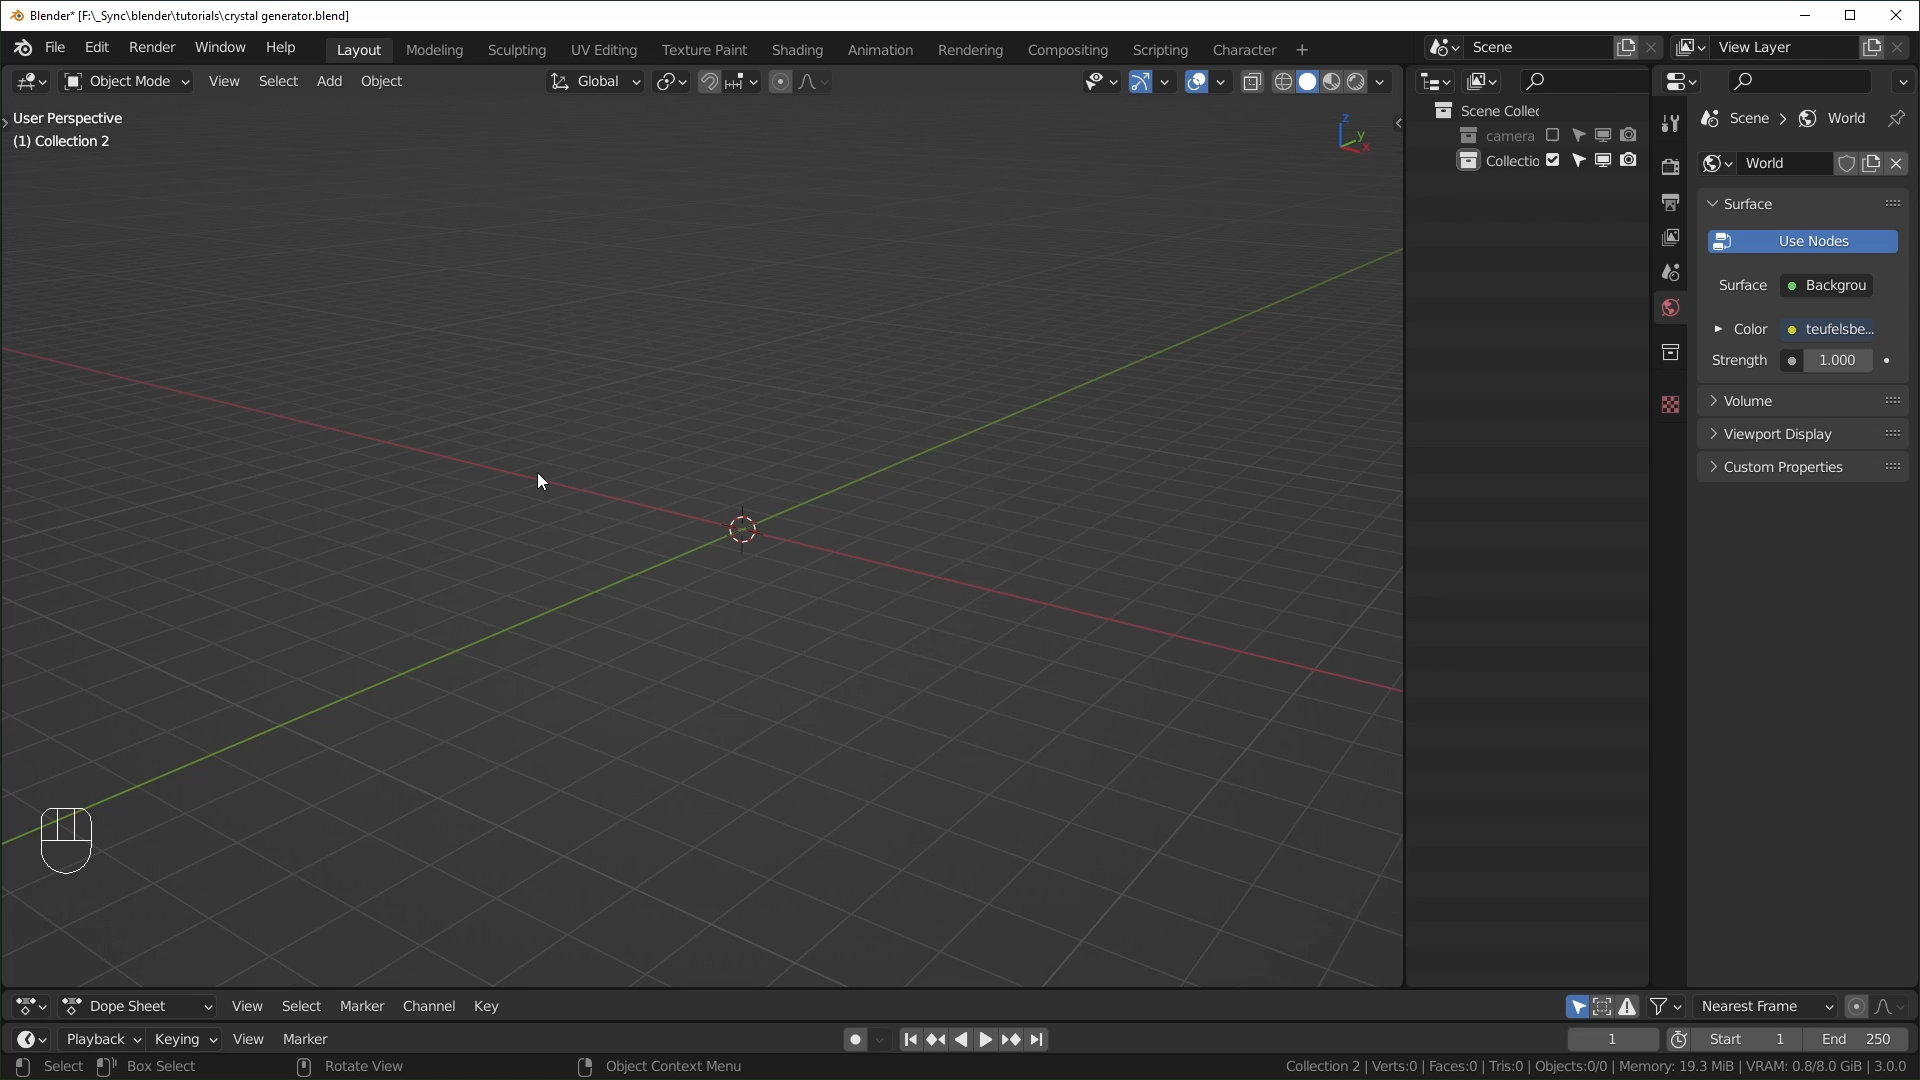 Blender* [F:\_Sync\blender\tutorials\crystal generator.blend]
File Edit Render Window Help
Layout Modeling Sculpting UV Editing Texture Paint Shading Animation Rendering Compositing Scripting Character +
Scene
View Layer
Object Mode View Select Add Object
Global
User Perspective
(1) Collection 2
z
y
x
Scene Collec
camera
Collectio
Scene > World
World
Surface
Use Nodes
Surface Backgrou
Color teufelsbe...
Strength 1.000
Volume
Viewport Display
Custom Properties
Dope Sheet View Select Marker Channel Key
Nearest Frame
Playback Keying View Marker
1 Start 1 End 250
Select Box Select Rotate View Object Context Menu
Collection 2 | Verts:0 | Faces:0 | Tris:0 | Objects:0/0 | Memory: 19.3 MiB | VRAM: 0.8/8.0 GiB | 3.0.0